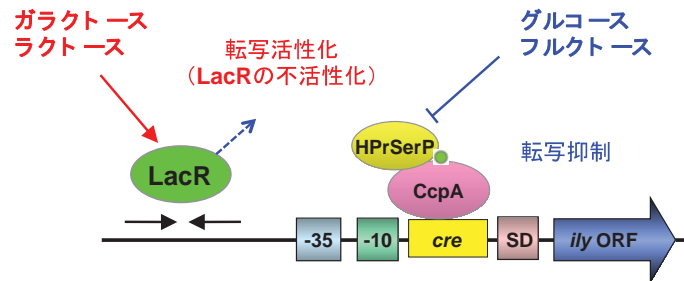 ガラクトース
ラクトース
転写活性化
（LacRの不活性化）
グルコース
フルクトース
HPrSerP
転写抑制
LacR
CcpA
-35
-10
cre
SD
ily ORF